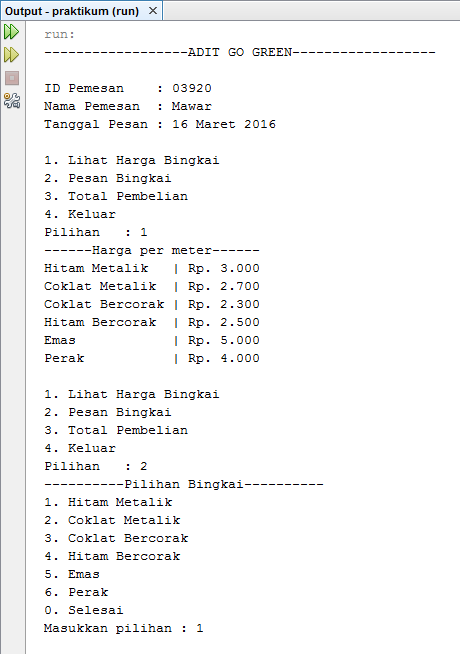 Output - praktikum (run)
run:
------------------ADIT GO GREEN------------------
ID Pemesan    : 03920
Nama Pemesen  : Mawar
Tanggal Pesan : 16 Maret 2016
1. Lihat Harga Bingkai
2. Pesan Bingkai
3. Total Pembelian
4. Keluar
Pilihan   : 1
------Harga per meter------
Hitam Metalik   | Rp. 3.000
Coklat Metalik  | Rp. 2.700
Coklat Bercorak | Rp. 2.300
Hitam Bercorak  | Rp. 2.500
Emas            | Rp. 5.000
Perak           | Rp. 4.000
1. Lihat Harga Bingkai
2. Pesan Bingkai
3. Total Pembelian
4. Keluar
Pilihan   : 2
----------Pilihan Bingkai----------
1. Hitam Metalik
2. Coklat Metalik
3. Coklat Bercorak
4. Hitam Bercorak
5. Emas
6. Perak
0. Selesai
Masukkan pilihan : 1